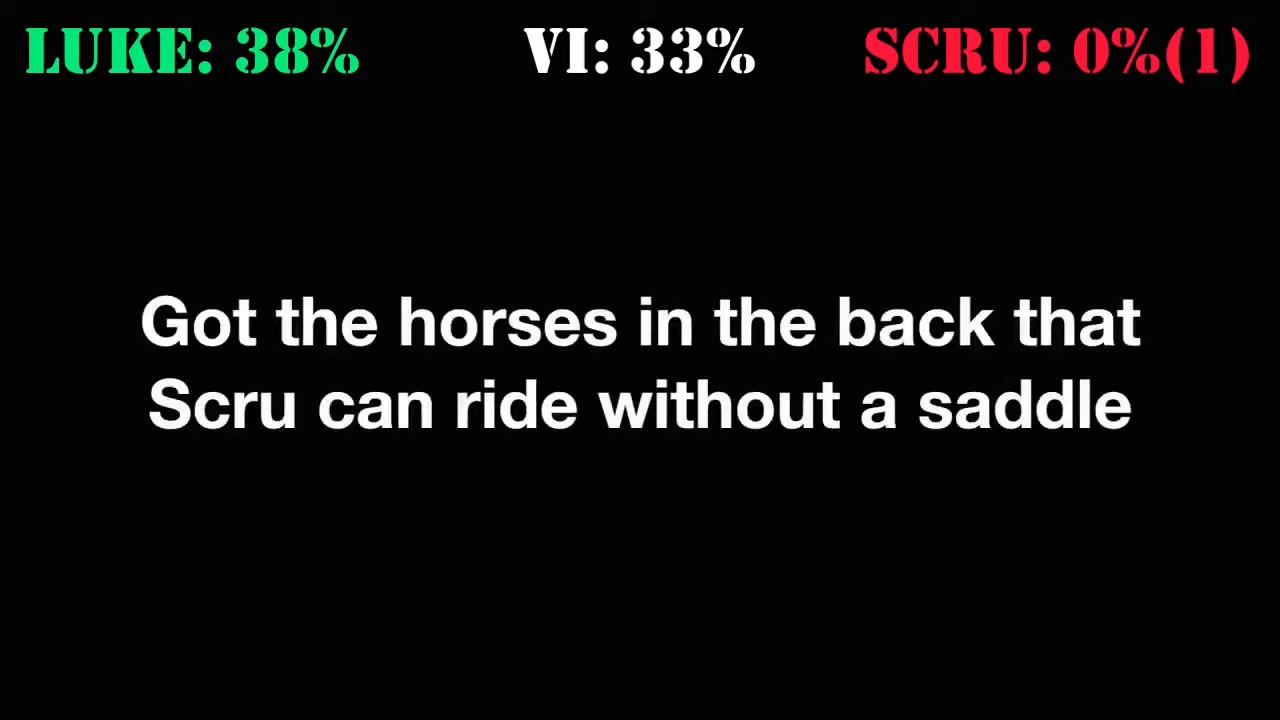 LUKE: 38% VI: 33% SCRU: 0%(1)
Got the horses in the back that
Scru can ride without a saddle